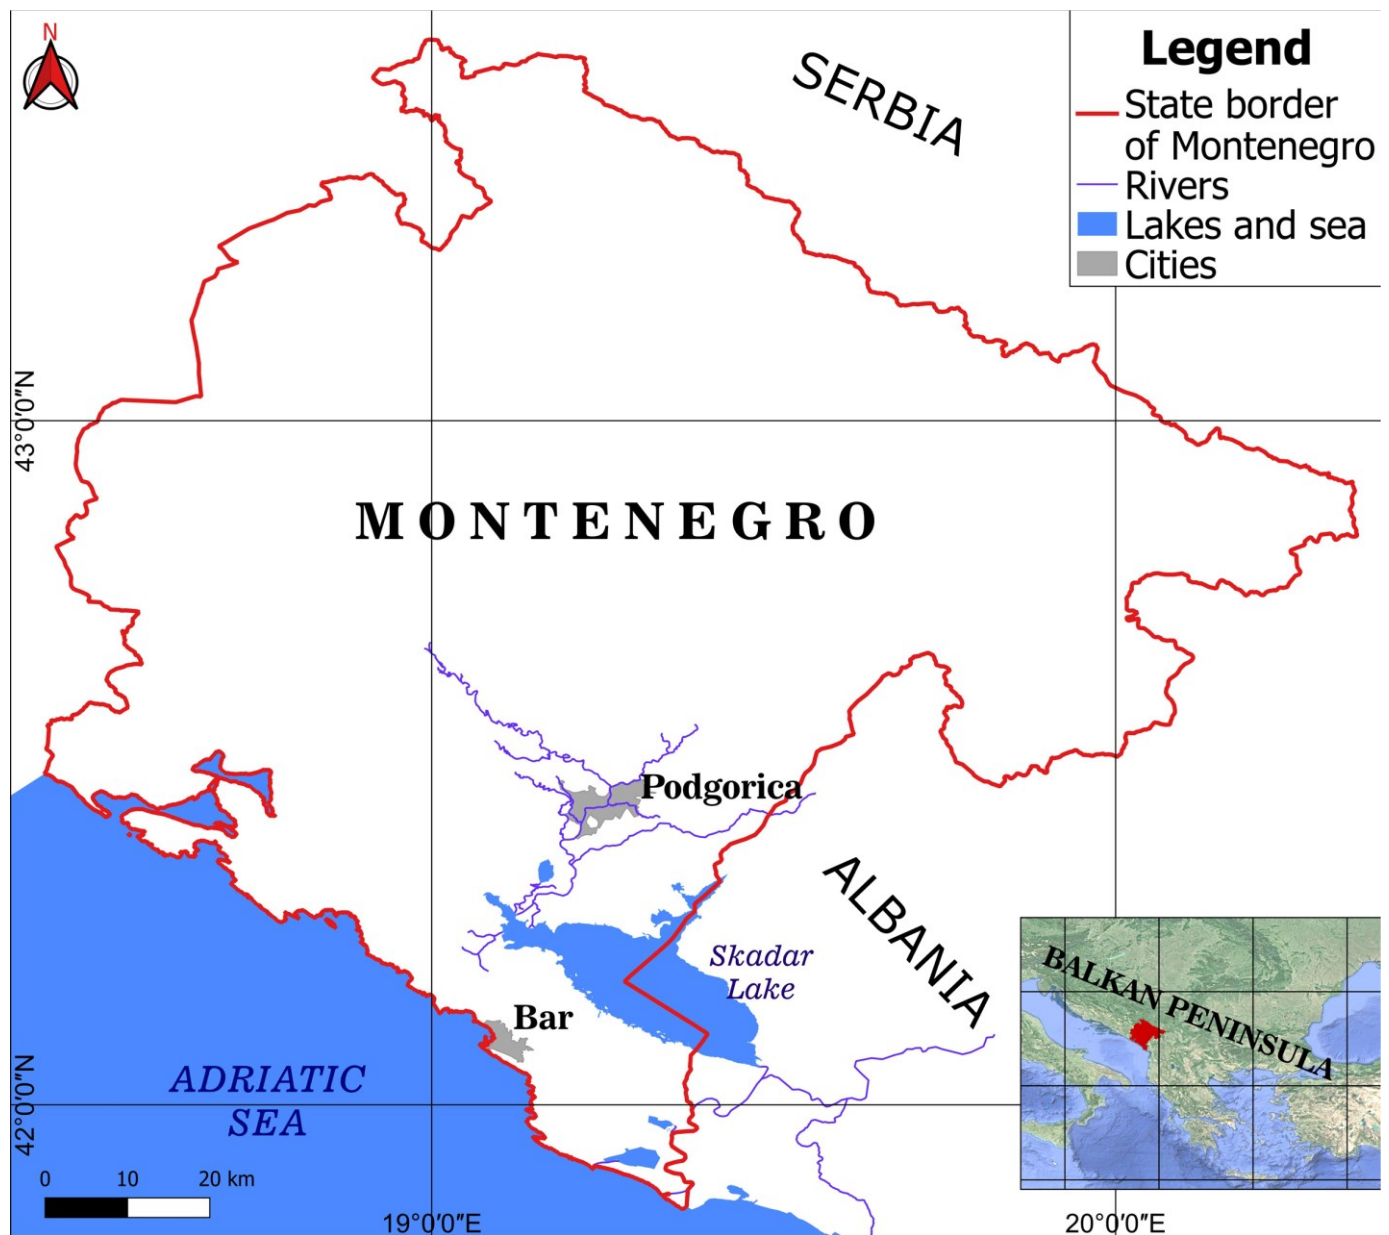 N
SERBIA
Legend
State border
of Montenegro
Rivers
Lakes and sea
Cities
43°0′0″N
MONTENEGRO
Podgorica
ALBANIA
Skadar
Lake
Bar
BALKAN PENINSULA
ADRIATIC
SEA
42°0′0″N
0 10 20 km
19°0′0″E
20°0′0″E